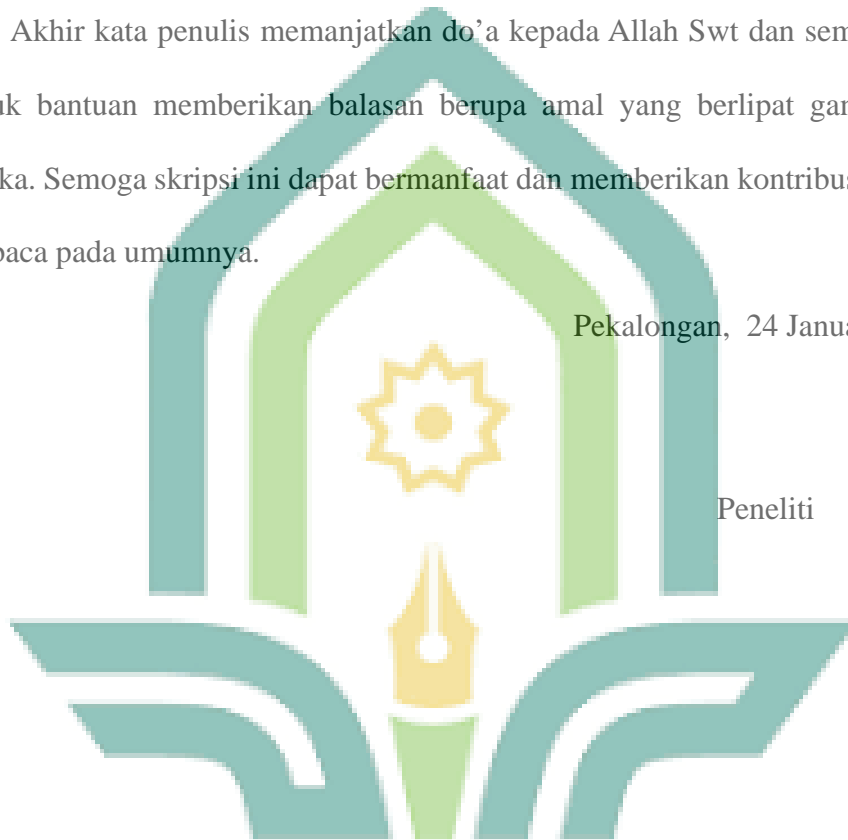 Akhir kata penulis memanjatkan do’a kepada Allah Swt dan sem
uk bantuan memberikan balasan berupa amal yang berlipat gan
ka. Semoga skripsi ini dapat bermanfaat dan memberikan kontribus
baca pada umumnya.
Pekalongan, 24 Janua
Peneliti